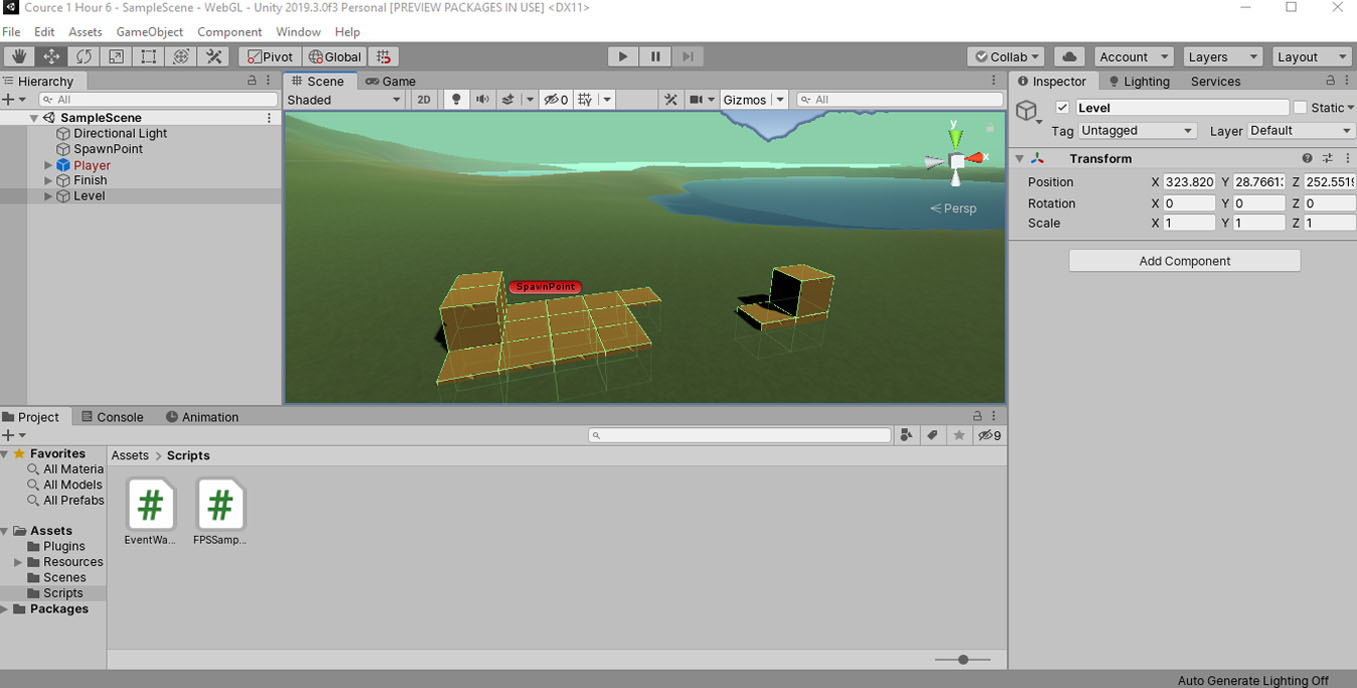 Cource 1 Hour 6 - SampleScene - WebGL - Unity 2019.3.0f3 Personal [PREVIEW PACKAGES IN USE] <DX11>
File Edit Assets GameObject Component Window Help
Pivot Global Collab Account Layers Layout
Hierarchy
All
SampleScene
Directional Light
SpawnPoint
Player
Finish
Level
Scene Game
Shaded 2D 0 Gizmos All
y
x
Persp
SpawnPoint
Inspector Lighting Services
Level Static
Tag Untagged Layer Default
Transform
Position X 323.820 Y 28.7661 Z 252.551
Rotation X 0 Y 0 Z 0
Scale X 1 Y 1 Z 1
Add Component
Project Console Animation
9
Favorites
All Materia
All Models
All Prefabs
Assets
Plugins
Resources
Scenes
Scripts
Packages
Assets > Scripts
# #
EventWa... FPSSamp...
Auto Generate Lighting Off